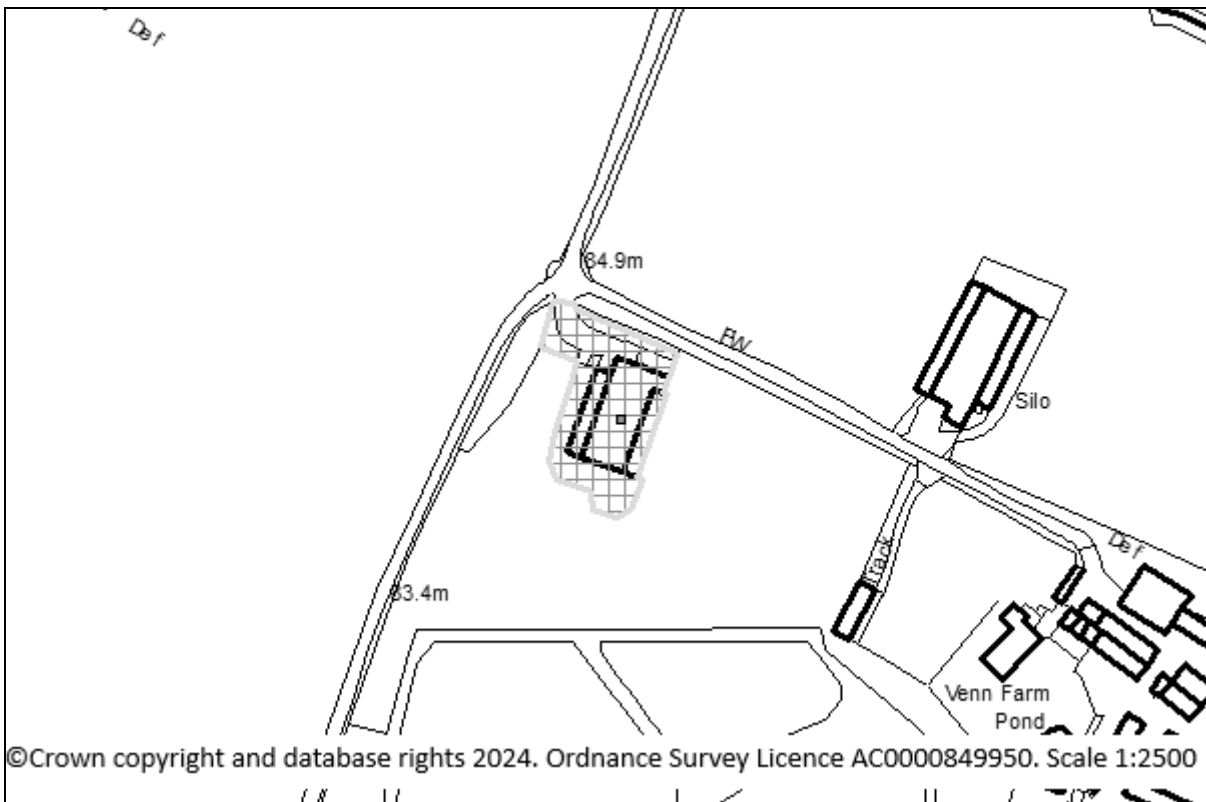 Def
84.9m
FW
Silo
Def
Track
83.4m
Venn Farm
Pond
©Crown copyright and database rights 2024. Ordnance Survey Licence AC0000849950. Scale 1:2500